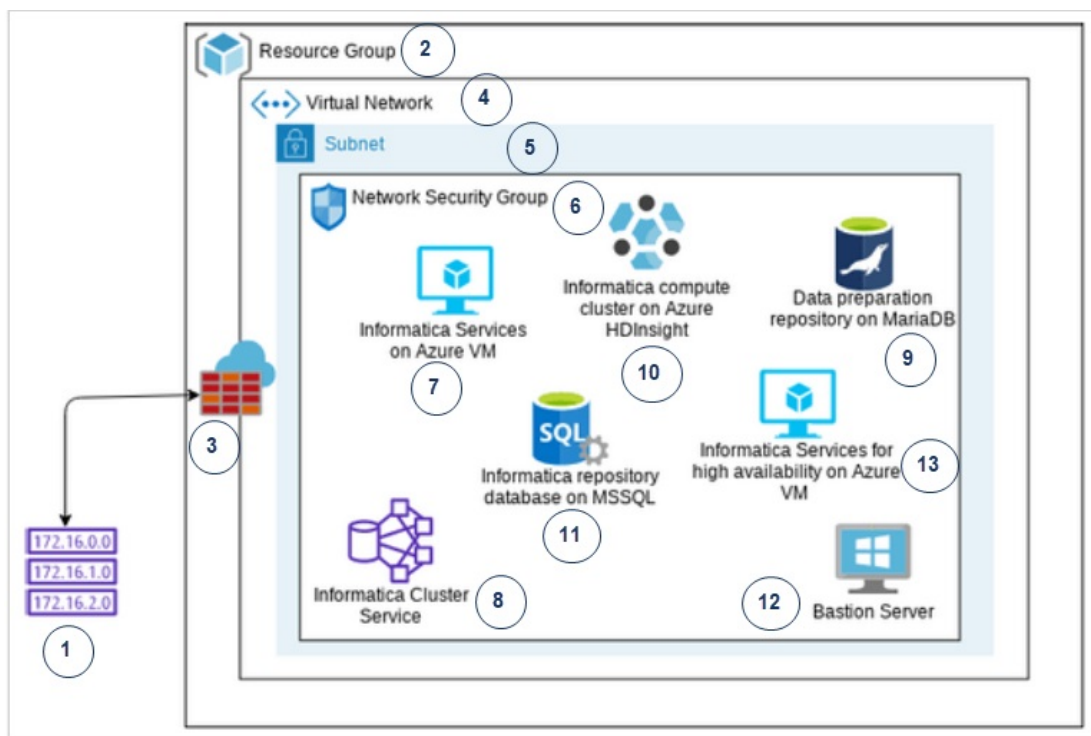 Resource Group
2
Virtual Network
4
Subnet
5
Network Security Group
6
Informatica Services
on Azure VM
7
Informatica compute
cluster on Azure
HDInsight
10
Data preparation
repository on MariaDB
9
3
SQL
Informatica repository
database on MSSQL
11
Informatica Services for
high availability on Azure
VM
13
172.16.0.0
172.16.1.0
172.16.2.0
1
Informatica Cluster
Service
8
12
Bastion Server